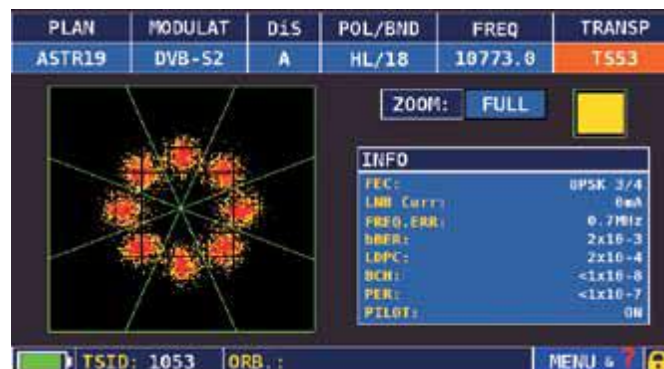 PLAN MODULAT DiS POL/BND FREQ TRANSP
ASTR19 DVB-S2 A HL/18 10773.0 TS53
ZOOM: FULL
INFO
FEC: 8PSK 3/4
LNB Curr: 0mA
FREQ.ERR: 0.7MHz
bBER: 2x10-3
LDPC: 2x10-4
BCH: <1x10-8
PER: <1x10-7
PILOT: ON
TSID: 1053 ORB.: MENU & ?